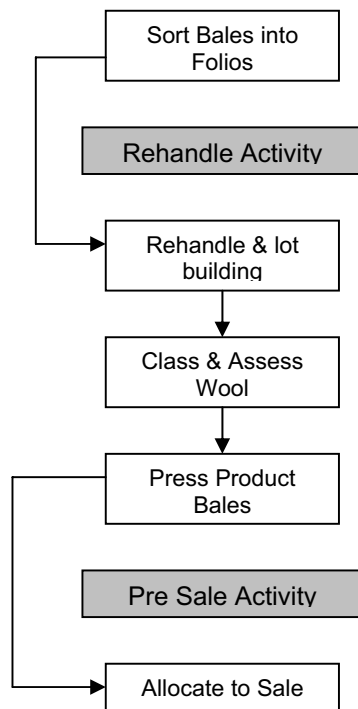 Sort Bales into
Folios
Rehandle Activity
Rehandle & lot
building
Class & Assess
Wool
Press Product
Bales
Pre Sale Activity
Allocate to Sale